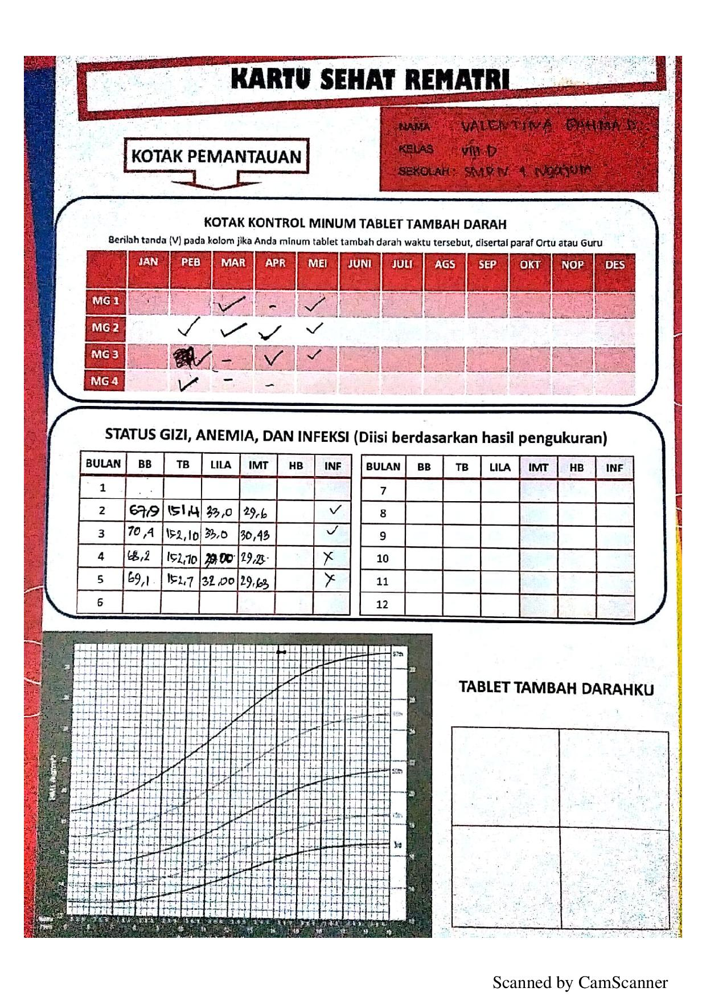 KARTU SEHAT REMATRI
NAMA VALENTINA D
KELAS VIII D
SEKOLAH : SMPN 1 Ngajum
KOTAK PEMANTAUAN
KOTAK KONTROL MINUM TABLET TAMBAH DARAH
Berilah tanda (V) pada kolom jika Anda minum tablet tambah darah waktu tersebut, disertai paraf Ortu atau Guru
JAN PEB MAR APR MEI JUNI JULI AGS SEP OKT NOP DES
MG 1 ✓ - ✓
MG 2 ✓ ✓ ✓ ✓
MG 3 ✓ - ✓ ✓
MG 4 ✓ - -
STATUS GIZI, ANEMIA, DAN INFEKSI (Diisi berdasarkan hasil pengukuran)
BULAN BB TB LILA IMT HB INF BULAN BB TB LILA IMT HB INF
1 7
2 67,9 151,4 33,0 29,6 ✓ 8
3 70,4 152,10 33,0 30,43 ✓ 9
4 68,2 152,70 29,25 X 10
5 69,1 152,7 32,00 29,63 X 11
6 12
97th
50th
3rd
TABLET TAMBAH DARAHKU
Scanned by CamScanner